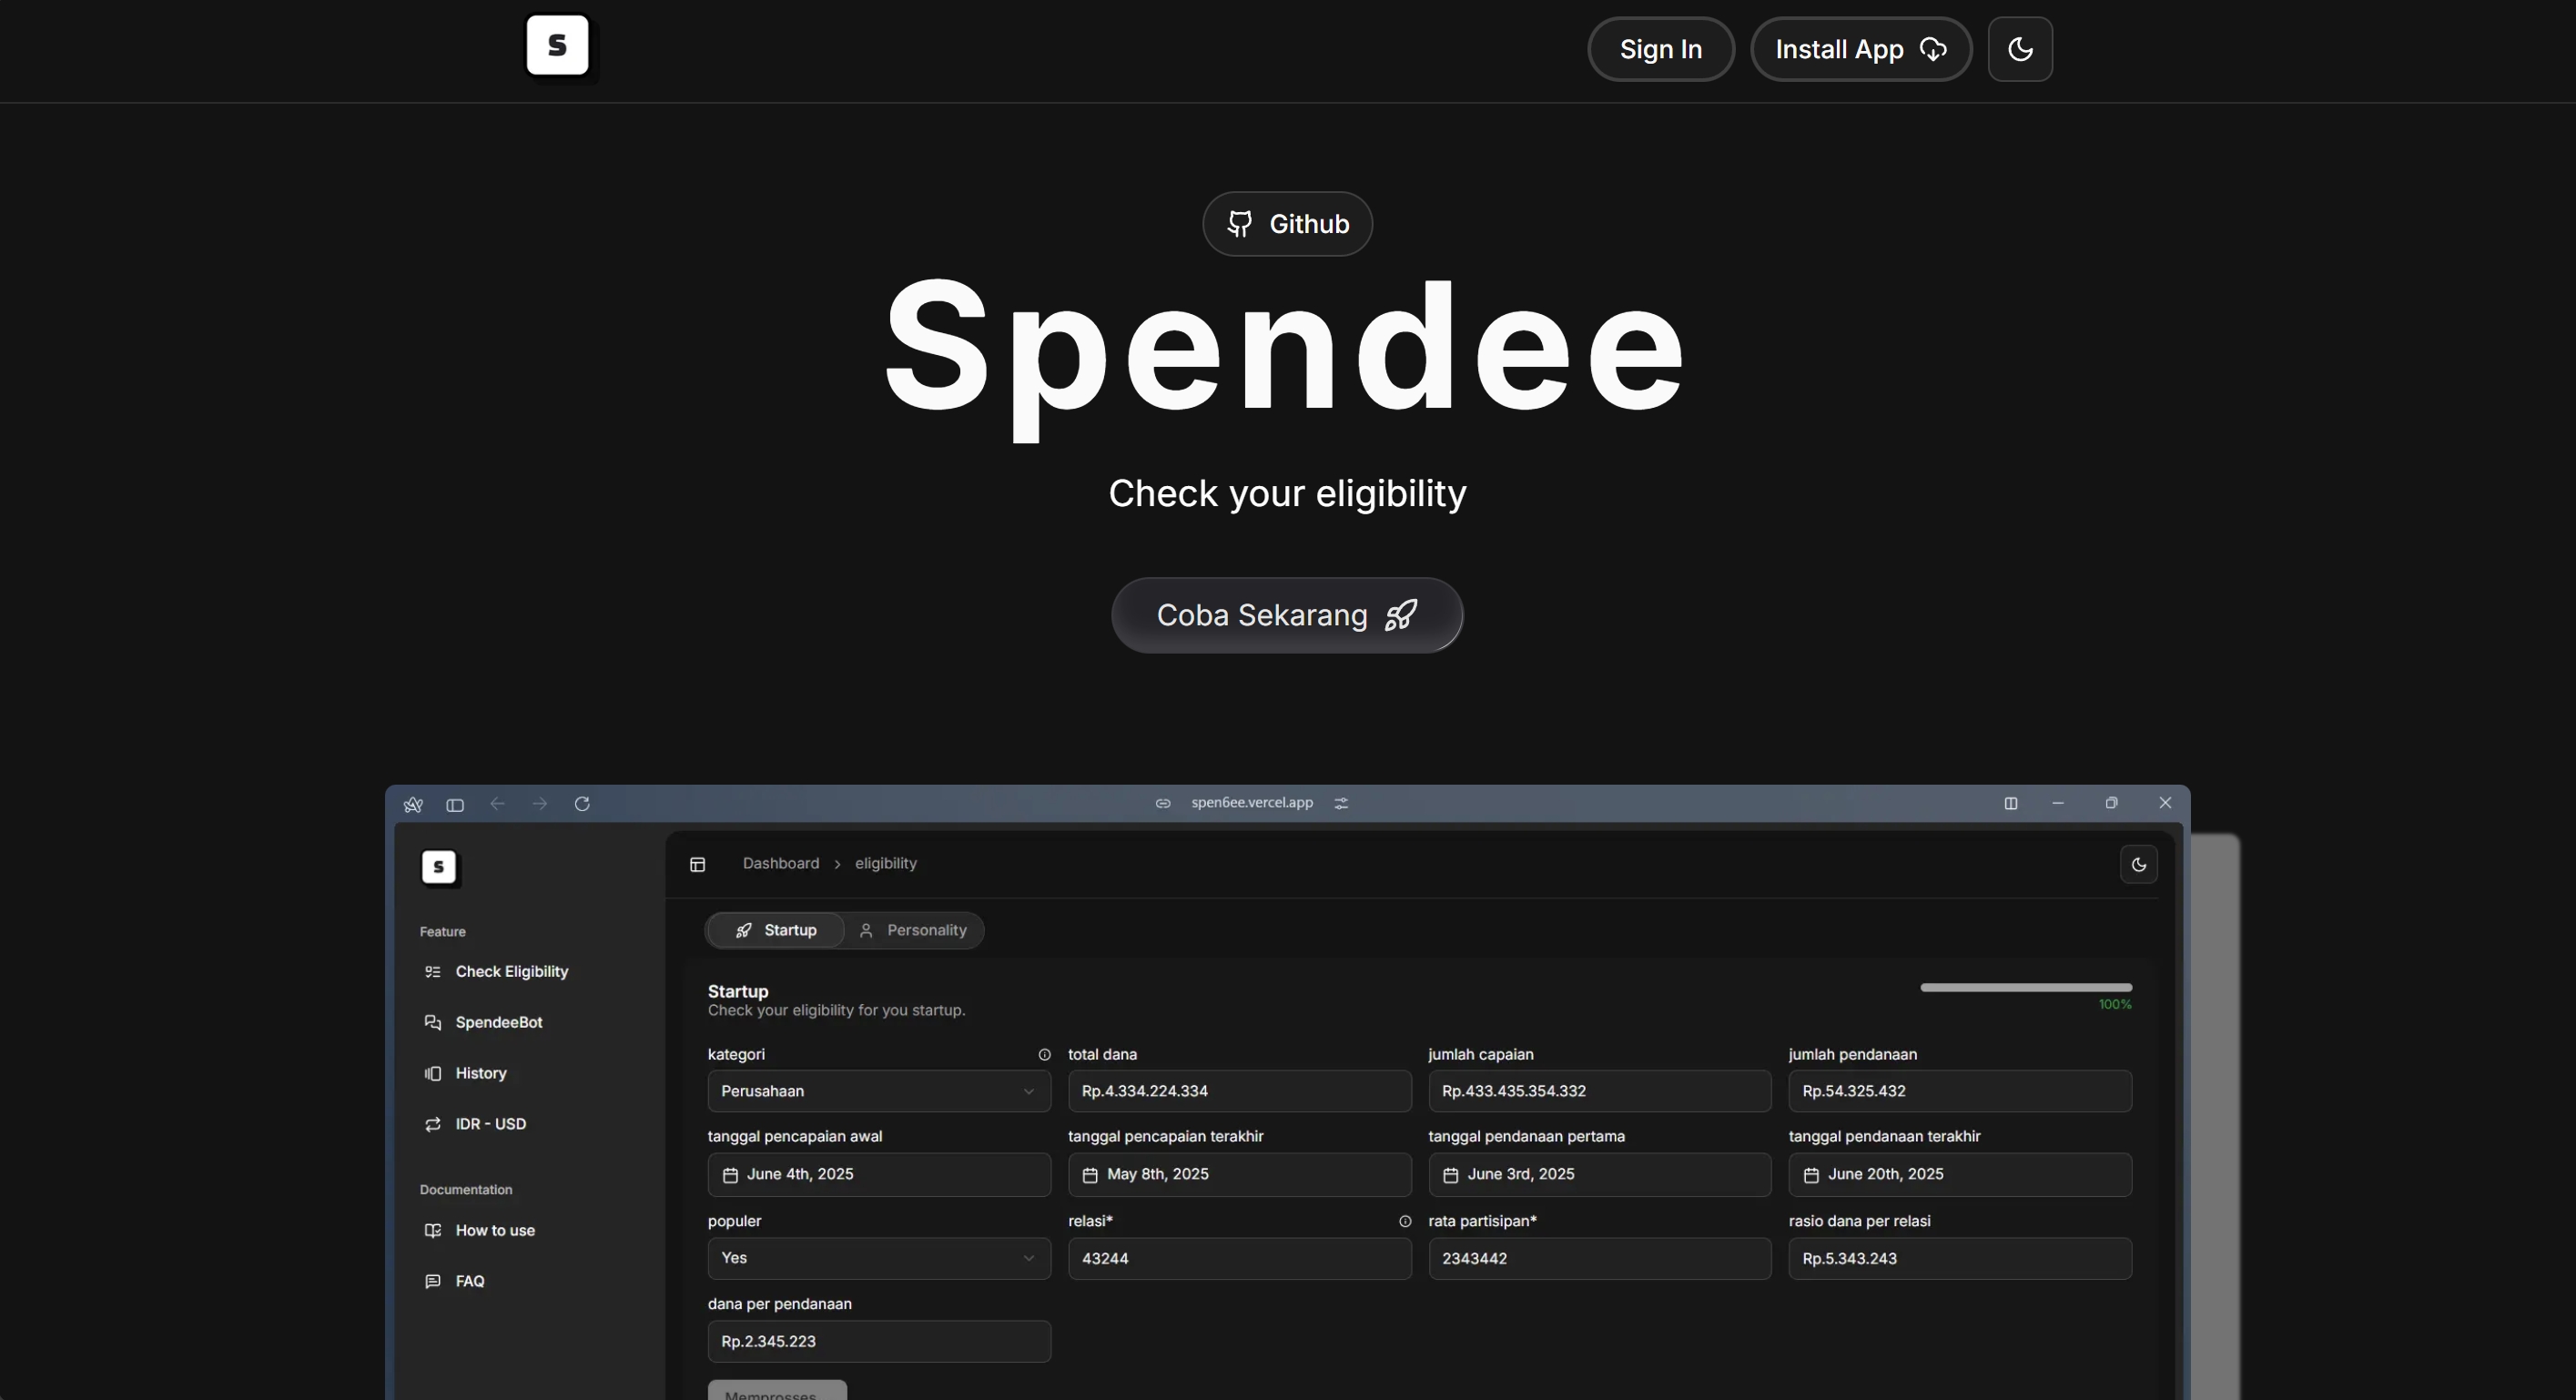 S
Sign In
Install App
Github
Spendee
Check your eligibility
Coba Sekarang
spen6ee.vercel.app
S
Dashboard > eligibility
Feature
Check Eligibility
SpendeeBot
History
IDR - USD
Documentation
How to use
FAQ
Startup Personality
Startup
100%
Check your eligibility for you startup.
kategori total dana jumlah capaian jumlah pendanaan
Perusahaan Rp.4.334.224.334 Rp.433.435.354.332 Rp.54.325.432
tanggal pencapaian awal tanggal pencapaian terakhir tanggal pendanaan pertama tanggal pendanaan terakhir
June 4th, 2025 May 8th, 2025 June 3rd, 2025 June 20th, 2025
populer relasi* rata partisipan* rasio dana per relasi
Yes 43244 2343442 Rp.5.343.243
dana per pendanaan
Rp.2.345.223
Memprosses...